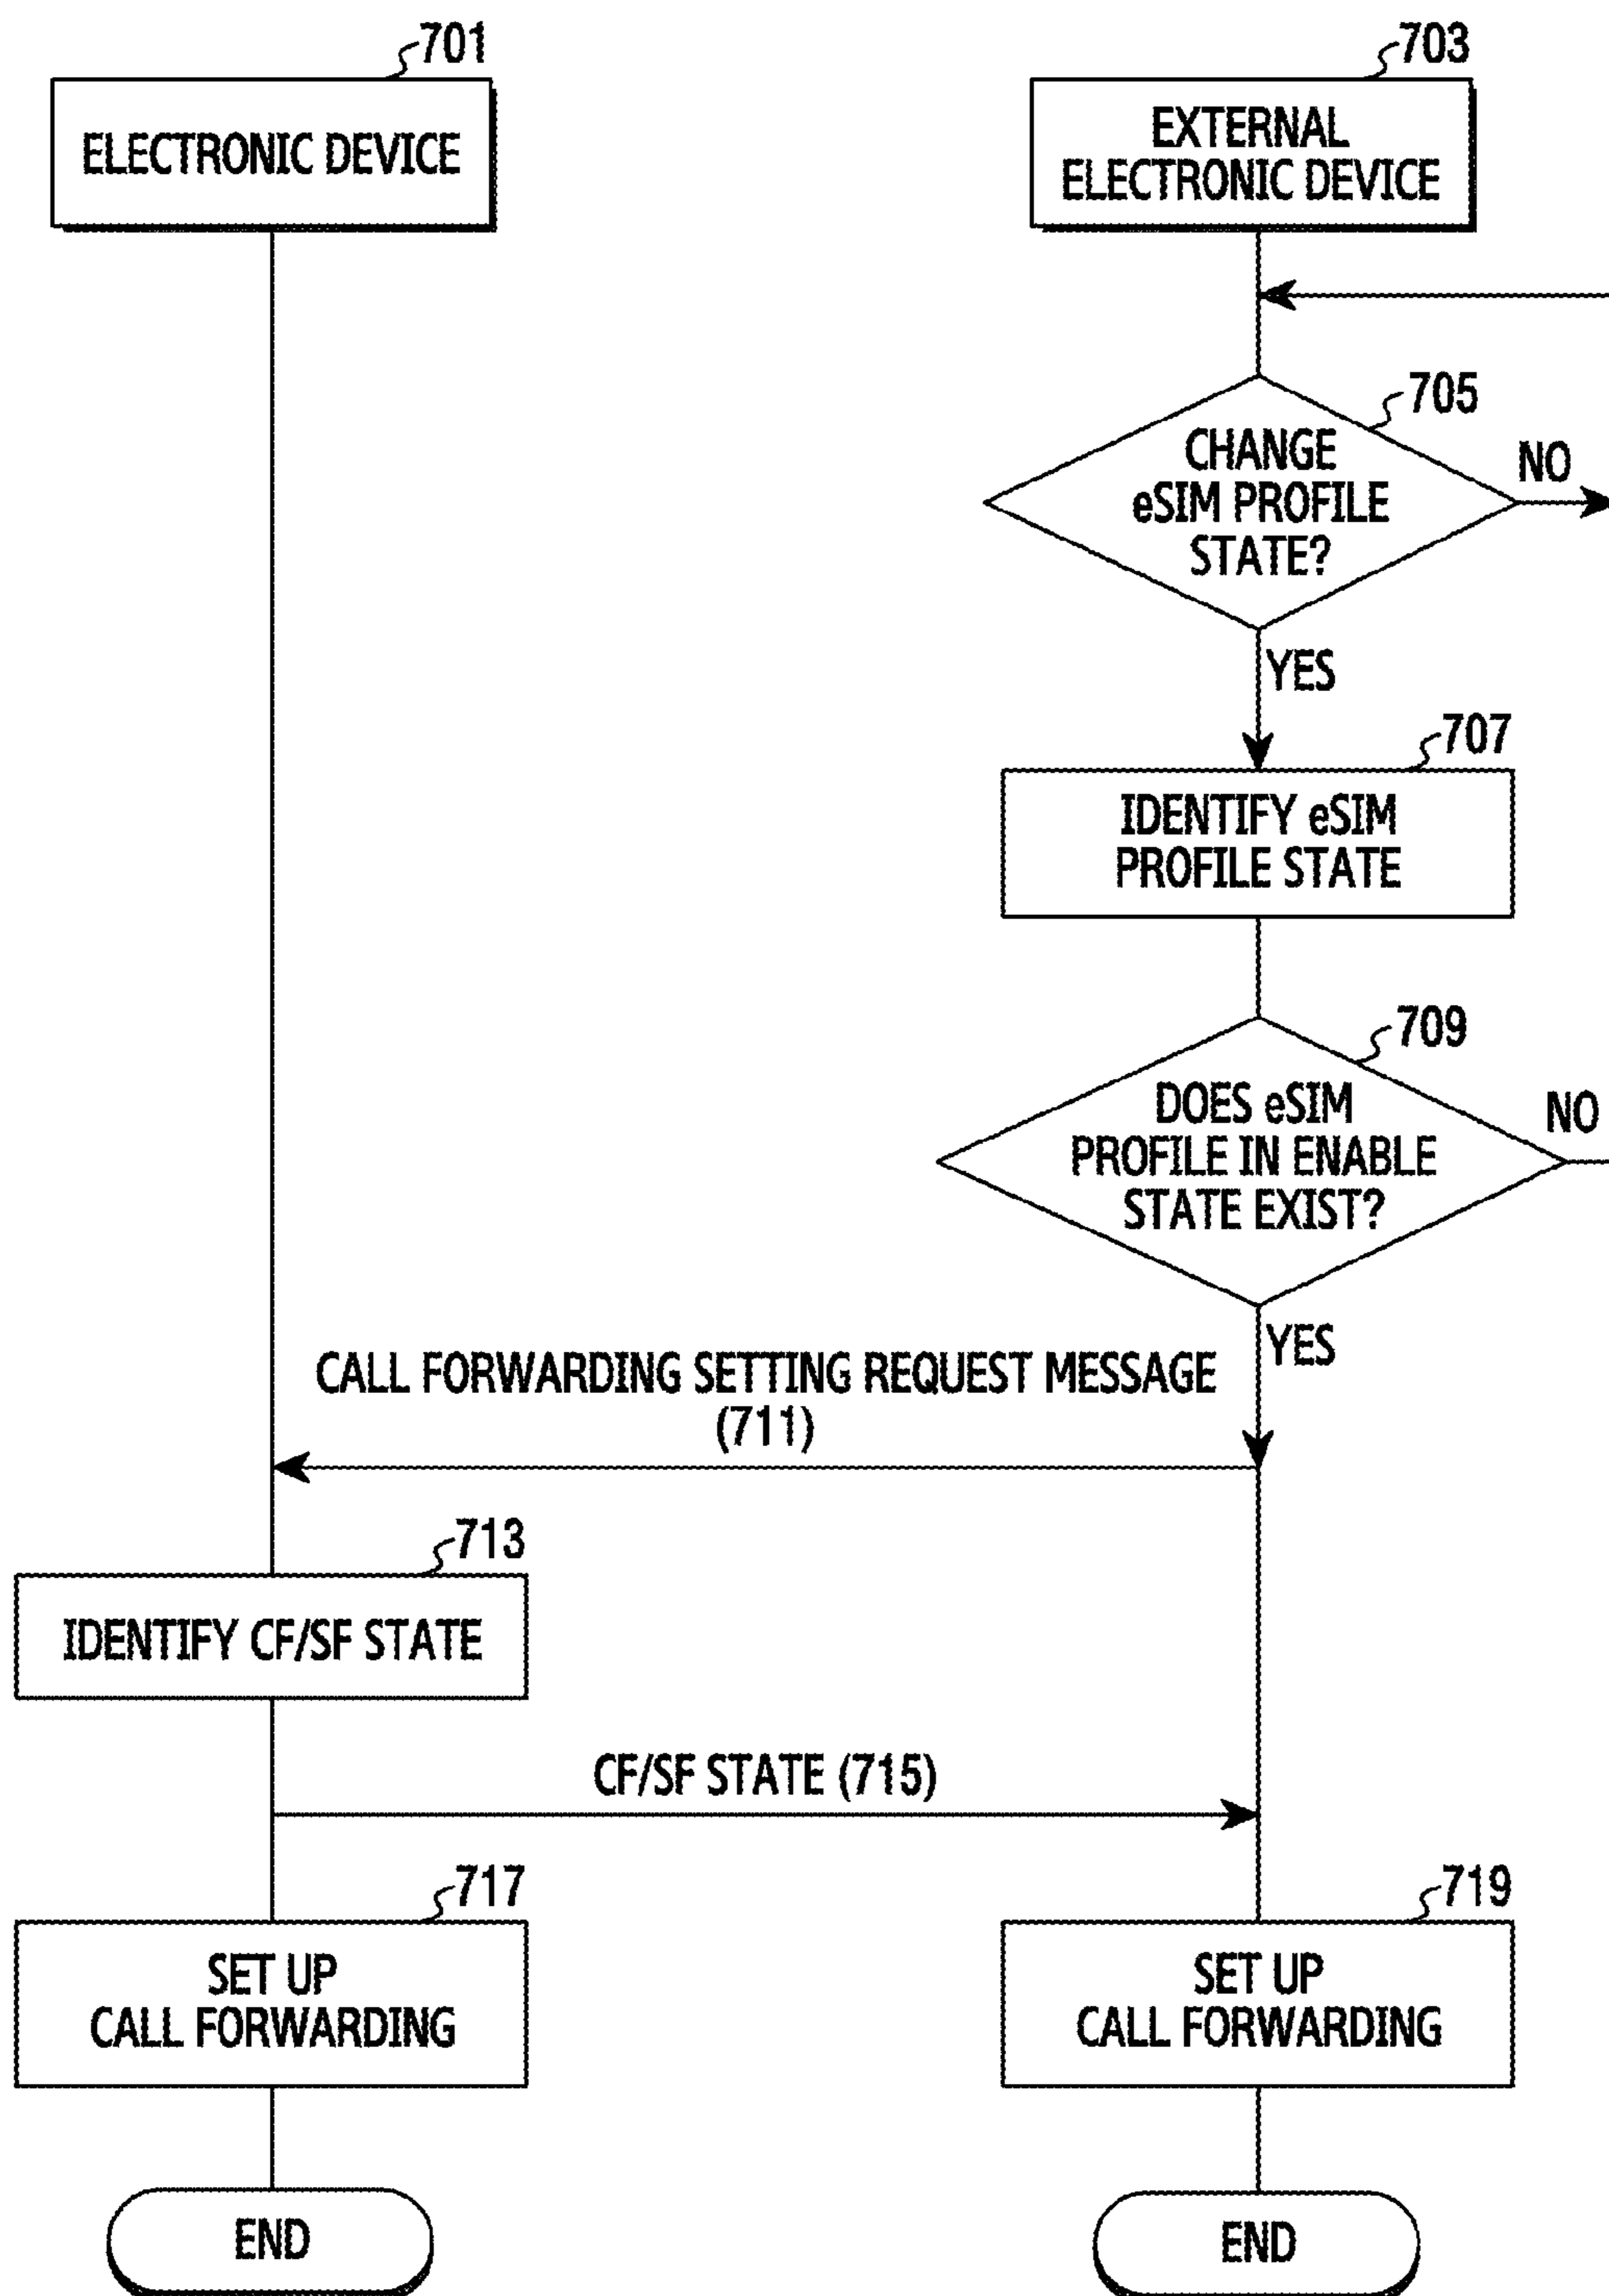 701
ELECTRONIC DEVICE
703
EXTERNAL
ELECTRONIC DEVICE
705
CHANGE
eSIM PROFILE
STATE?
NO
YES
707
IDENTIFY eSIM
PROFILE STATE
709
DOES eSIM
PROFILE IN ENABLE
STATE EXIST?
NO
YES
CALL FORWARDING SETTING REQUEST MESSAGE
(711)
713
IDENTIFY CF/SF STATE
CF/SF STATE (715)
717
SET UP
CALL FORWARDING
719
SET UP
CALL FORWARDING
END
END